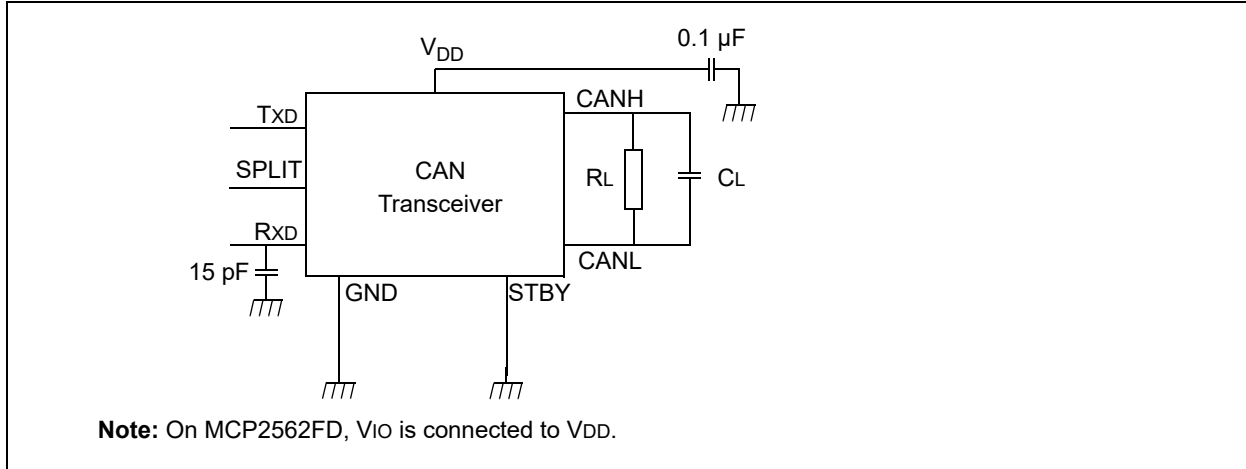 VDD
0.1 µF
TXD
CANH
SPLIT
CAN
Transceiver
RL
CL
RXD
CANL
15 pF
GND
STBY
Note: On MCP2562FD, VIO is connected to VDD.